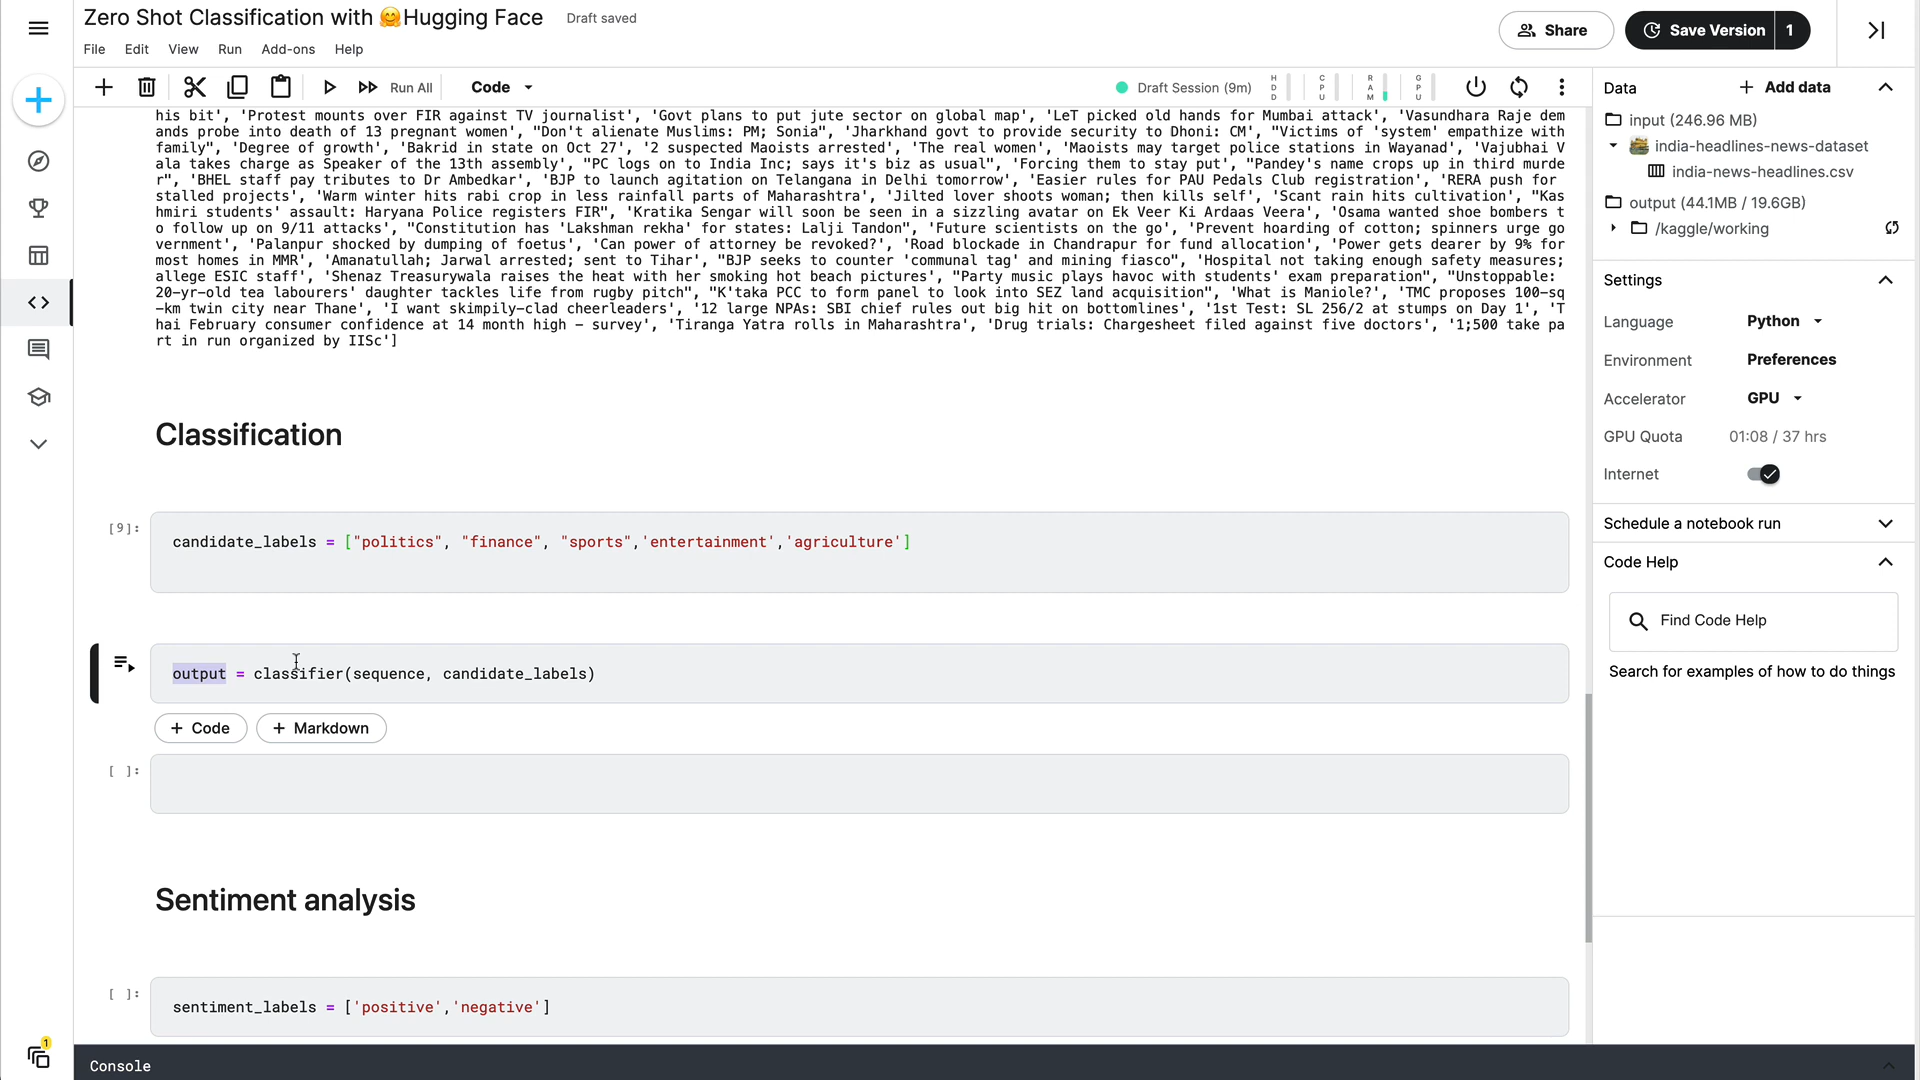 Zero Shot Classification with 🤗Hugging Face Draft saved
File Edit View Run Add-ons Help
Share
Save Version 1
Run All
Code
Draft Session (9m)
HDD
CPU
RAM
GPU
his bit', 'Protest mounts over FIR against TV journalist', 'Govt plans to put jute sector on global map', 'LeT picked old hands for Mumbai attack', 'Vasundhara Raje dem
ands probe into death of 13 pregnant women', "Don't alienate Muslims: PM; Sonia", 'Jharkhand govt to provide security to Dhoni: CM', "Victims of 'system' empathize with
family", 'Degree of growth', 'Bakrid in state on Oct 27', '2 suspected Maoists arrested', 'The real women', 'Maoists may target police stations in Wayanad', 'Vajubhai V
ala takes charge as Speaker of the 13th assembly', "PC logs on to India Inc; says it's biz as usual", 'Forcing them to stay put', "Pandey's name crops up in third murde
r", 'BHEL staff pay tributes to Dr Ambedkar', 'BJP to launch agitation on Telangana in Delhi tomorrow', 'Easier rules for PAU Pedals Club registration', 'RERA push for
stalled projects', 'Warm winter hits rabi crop in less rainfall parts of Maharashtra', 'Jilted lover shoots woman; then kills self', 'Scant rain hits cultivation', "Kas
hmiri students' assault: Haryana Police registers FIR", 'Kratika Sengar will soon be seen in a sizzling avatar on Ek Veer Ki Ardaas Veera', 'Osama wanted shoe bombers t
o follow up on 9/11 attacks', "Constitution has 'Lakshman rekha' for states: Lalji Tandon", 'Future scientists on the go', 'Prevent hoarding of cotton; spinners urge go
vernment', 'Palanpur shocked by dumping of foetus', 'Can power of attorney be revoked?', 'Road blockade in Chandrapur for fund allocation', 'Power gets dearer by 9% for
most homes in MMR', 'Amanatullah; Jarwal arrested; sent to Tihar', "BJP seeks to counter 'communal tag' and mining fiasco", 'Hospital not taking enough safety measures;
allege ESIC staff', 'Shenaz Treasurywala raises the heat with her smoking hot beach pictures', "Party music plays havoc with students' exam preparation", "Unstoppable:
20-yr-old tea labourers' daughter tackles life from rugby pitch", "K'taka PCC to form panel to look into SEZ land acquisition", 'What is Maniole?', 'TMC proposes 100-sq
-km twin city near Thane', 'I want skimpily-clad cheerleaders', '12 large NPAs: SBI chief rules out big hit on bottomlines', '1st Test: SL 256/2 at stumps on Day 1', 'T
hai February consumer confidence at 14 month high – survey', 'Tiranga Yatra rolls in Maharashtra', 'Drug trials: Chargesheet filed against five doctors', '1;500 take pa
rt in run organized by IISc']
Classification
[9]:
candidate_labels = ["politics", "finance", "sports",'entertainment','agriculture']
output = classifier(sequence, candidate_labels)
+ Code
+ Markdown
[ ]:
Sentiment analysis
[ ]:
sentiment_labels = ['positive','negative']
Console
1
Data
+ Add data
input (246.96 MB)
india-headlines-news-dataset
india-news-headlines.csv
output (44.1MB / 19.6GB)
/kaggle/working
Settings
Language Python
Environment Preferences
Accelerator GPU
GPU Quota 01:08 / 37 hrs
Internet
Schedule a notebook run
Code Help
Find Code Help
Search for examples of how to do things